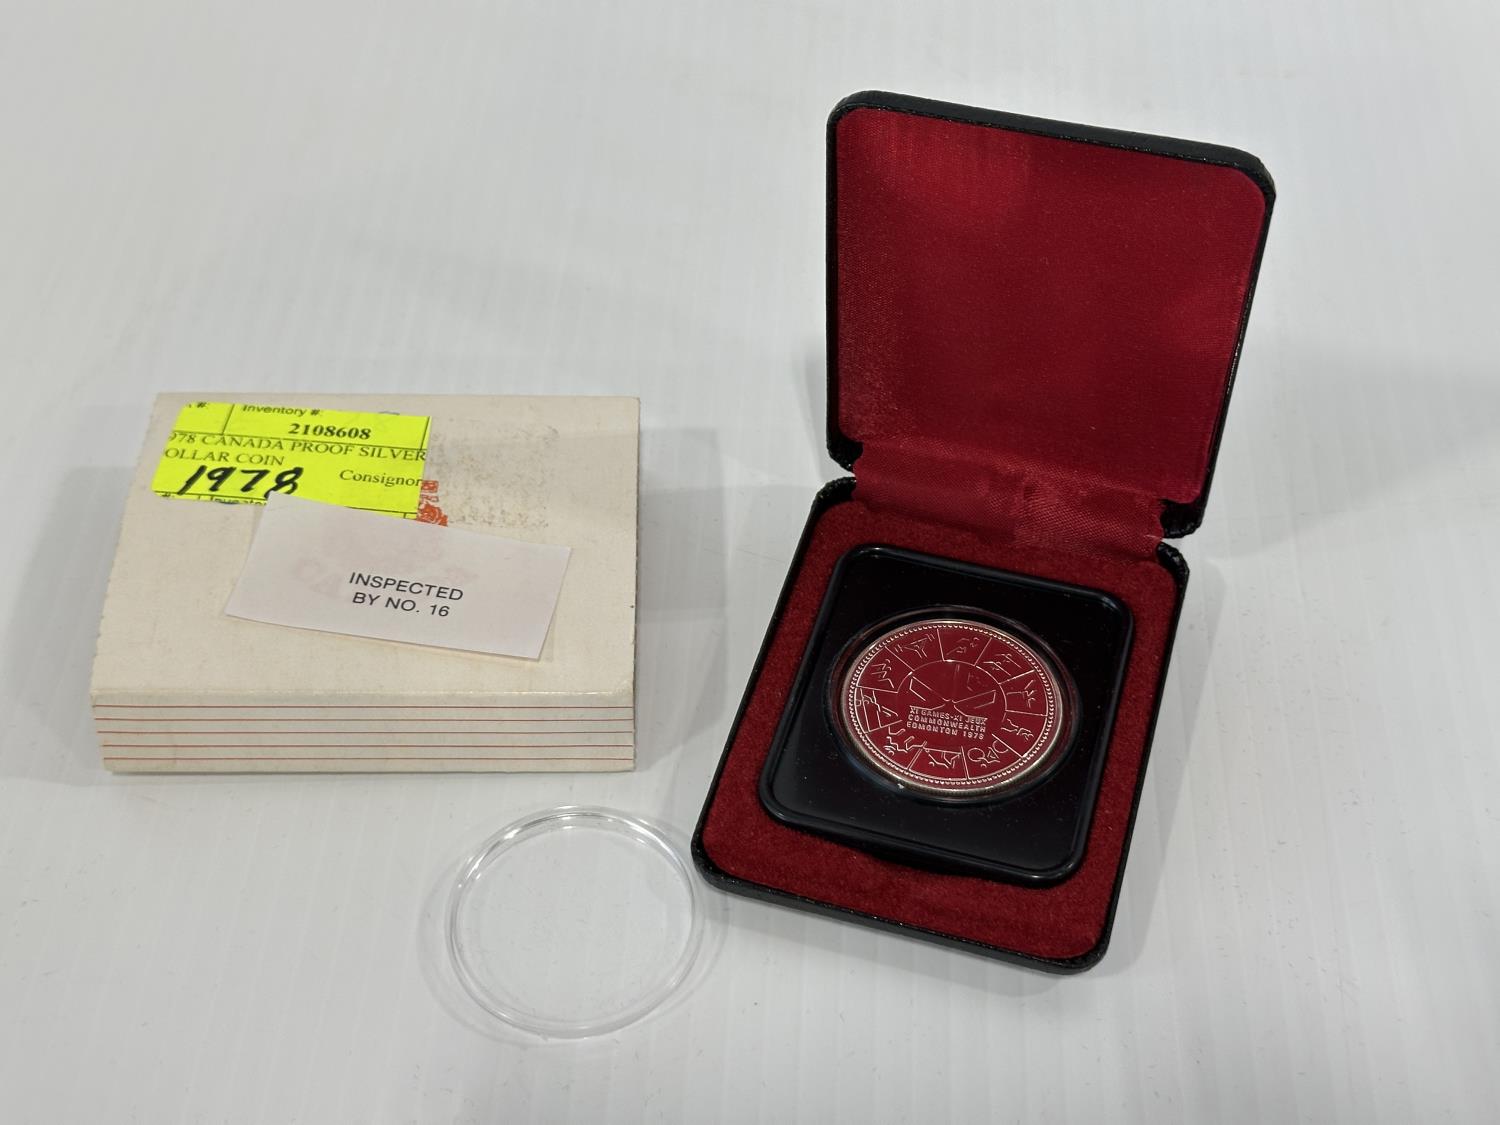 #: Inventory #:
2108608
978 CANADA PROOF SILVER
OLLAR COIN
1978 Consignor
INSPECTED
BY NO. 16
XI GAMES-XI JEUX
COMMONWEALTH
EDMONTON 1978